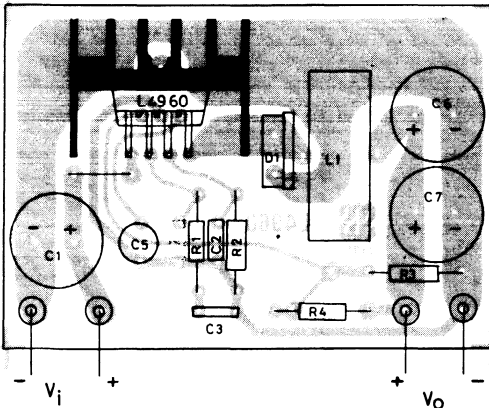 L4960
C6
+ -
D1
L1
C7
+ -
- +
C1
C5
R1
C2
R2
R3
C3
R4
- Vi +
+ Vo -